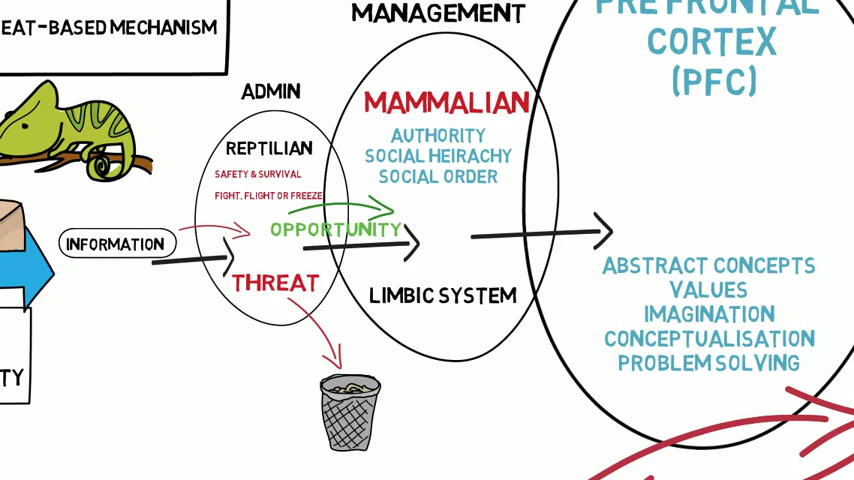 EAT-BASED MECHANISM
MANAGEMENT
PRE FRONTAL
CORTEX
(PFC)
ADMIN
MAMMALIAN
AUTHORITY
SOCIAL HEIRACHY
SOCIAL ORDER
REPTILIAN
SAFETY & SURVIVAL
FIGHT, FLIGHT OR FREEZE
OPPORTUNITY
INFORMATION
THREAT
LIMBIC SYSTEM
ABSTRACT CONCEPTS
VALUES
IMAGINATION
CONCEPTUALISATION
PROBLEM SOLVING
TY